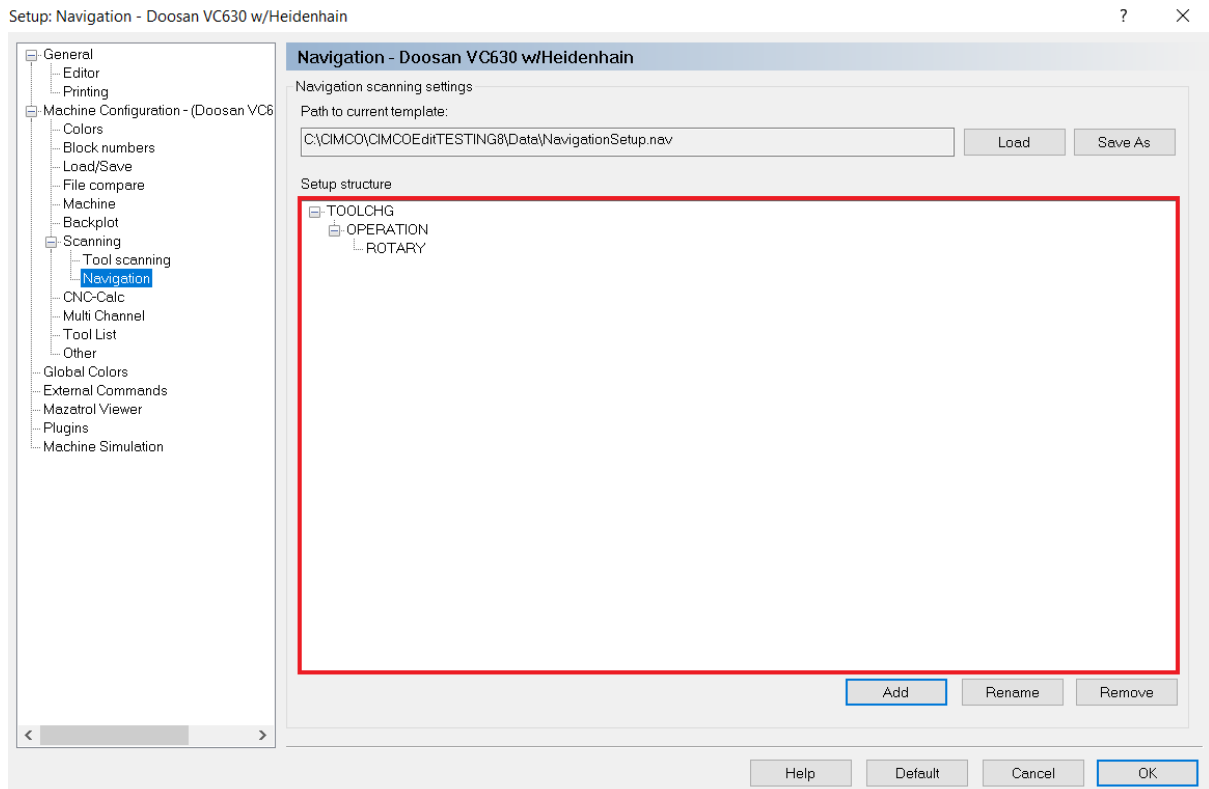 Setup: Navigation - Doosan VC630 w/Heidenhain
?
General
Editor
Printing
Machine Configuration - (Doosan VC6
Colors
Block numbers
Load/Save
File compare
Machine
Backplot
Scanning
Tool scanning
Navigation
CNC-Calc
Multi Channel
Tool List
Other
Global Colors
External Commands
Mazatrol Viewer
Plugins
Machine Simulation
Navigation - Doosan VC630 w/Heidenhain
Navigation scanning settings
Path to current template:
C:\CIMCO\CIMCOEditTESTING8\Data\NavigationSetup.nav
Load
Save As
Setup structure
TOOLCHG
OPERATION
ROTARY
Add
Rename
Remove
Help
Default
Cancel
OK